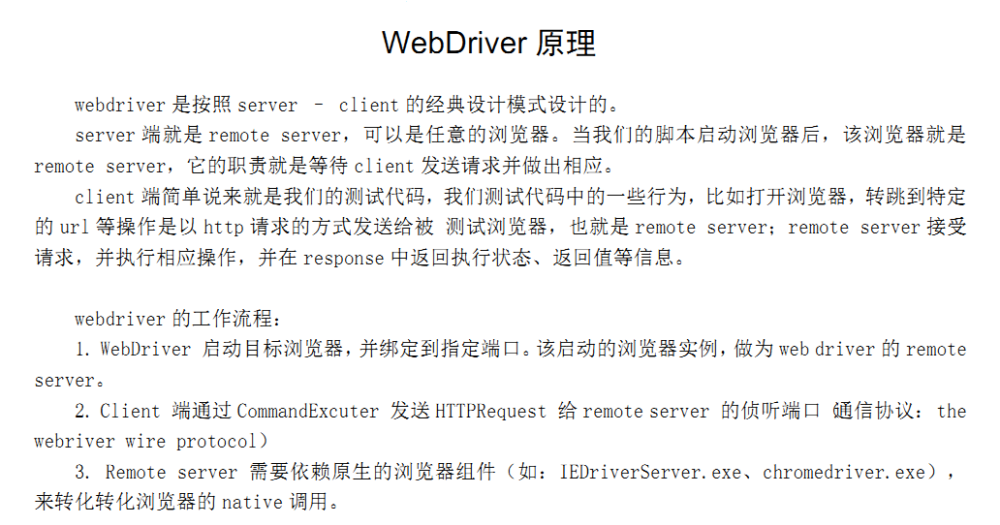 WebDriver 原理
webdriver 是按照 server – client 的经典设计模式设计的。
server 端就是 remote server，可以是任意的浏览器。当我们的脚本启动浏览器后，该浏览器就是
remote server，它的职责就是等待 client 发送请求并做出相应。
client 端简单说来就是我们的测试代码，我们测试代码中的一些行为，比如打开浏览器，转跳到特定
的 url 等操作是以 http 请求的方式发送给被 测试浏览器，也就是 remote server；remote server 接受
请求，并执行相应操作，并在 response 中返回执行状态、返回值等信息。
webdriver 的工作流程：
1. WebDriver 启动目标浏览器，并绑定到指定端口。该启动的浏览器实例，做为 web driver 的 remote
server。
2. Client 端通过 CommandExcuter 发送 HTTPRequest 给 remote server 的侦听端口（通信协议：the
webriver wire protocol）
3. Remote server 需要依赖原生的浏览器组件（如：IEDriverServer.exe、chromedriver.exe），
来转化转化浏览器的 native 调用。